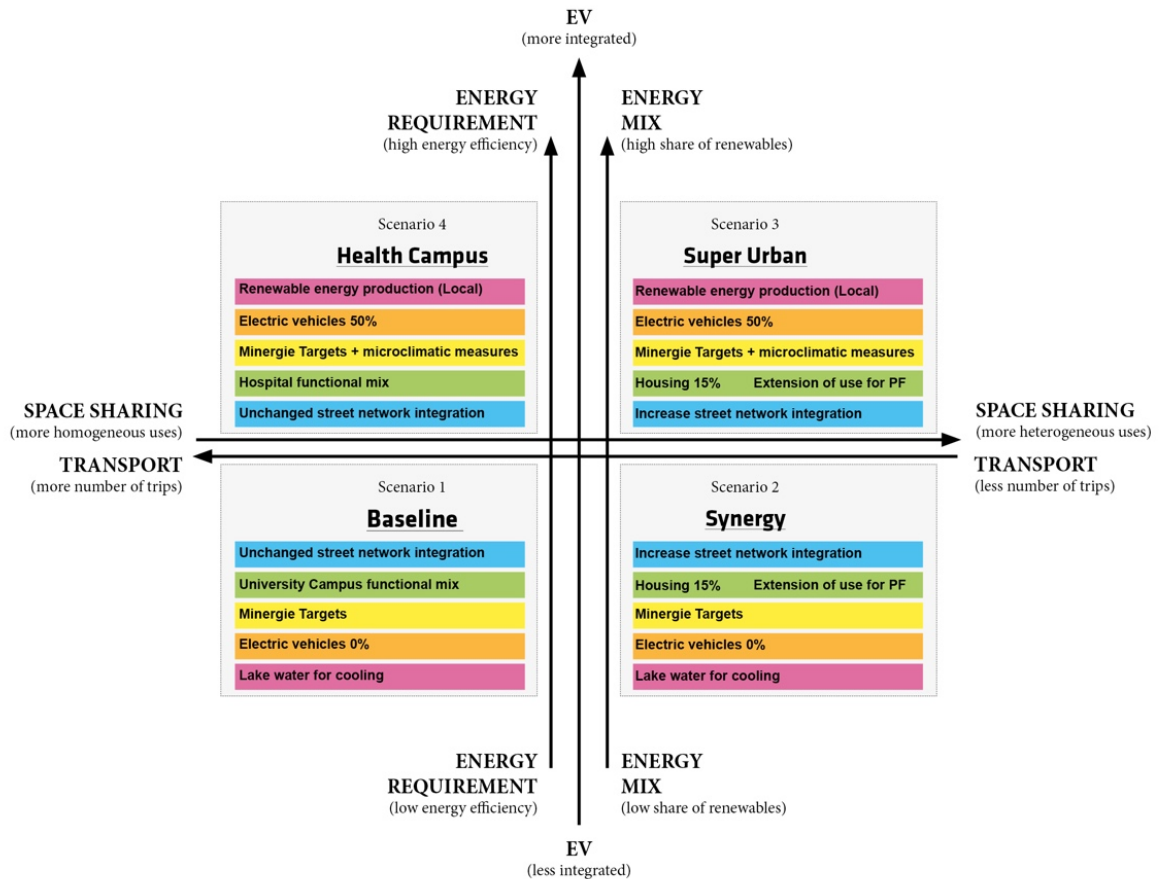 EV
(more integrated)
ENERGY
REQUIREMENT
(high energy efficiency)
ENERGY
MIX
(high share of renewables)
Scenario 4
Health Campus
Renewable energy production (Local)
Electric vehicles 50%
Minergie Targets + microclimatic measures
Hospital functional mix
Unchanged street network integration
Scenario 3
Super Urban
Renewable energy production (Local)
Electric vehicles 50%
Minergie Targets + microclimatic measures
Housing 15% Extension of use for PF
Increase street network integration
SPACE SHARING
(more homogeneous uses)
TRANSPORT
(more number of trips)
SPACE SHARING
(more heterogeneous uses)
TRANSPORT
(less number of trips)
Scenario 1
Baseline
Unchanged street network integration
University Campus functional mix
Minergie Targets
Electric vehicles 0%
Lake water for cooling
Scenario 2
Synergy
Increase street network integration
Housing 15% Extension of use for PF
Minergie Targets
Electric vehicles 0%
Lake water for cooling
ENERGY
REQUIREMENT
(low energy efficiency)
ENERGY
MIX
(low share of renewables)
EV
(less integrated)